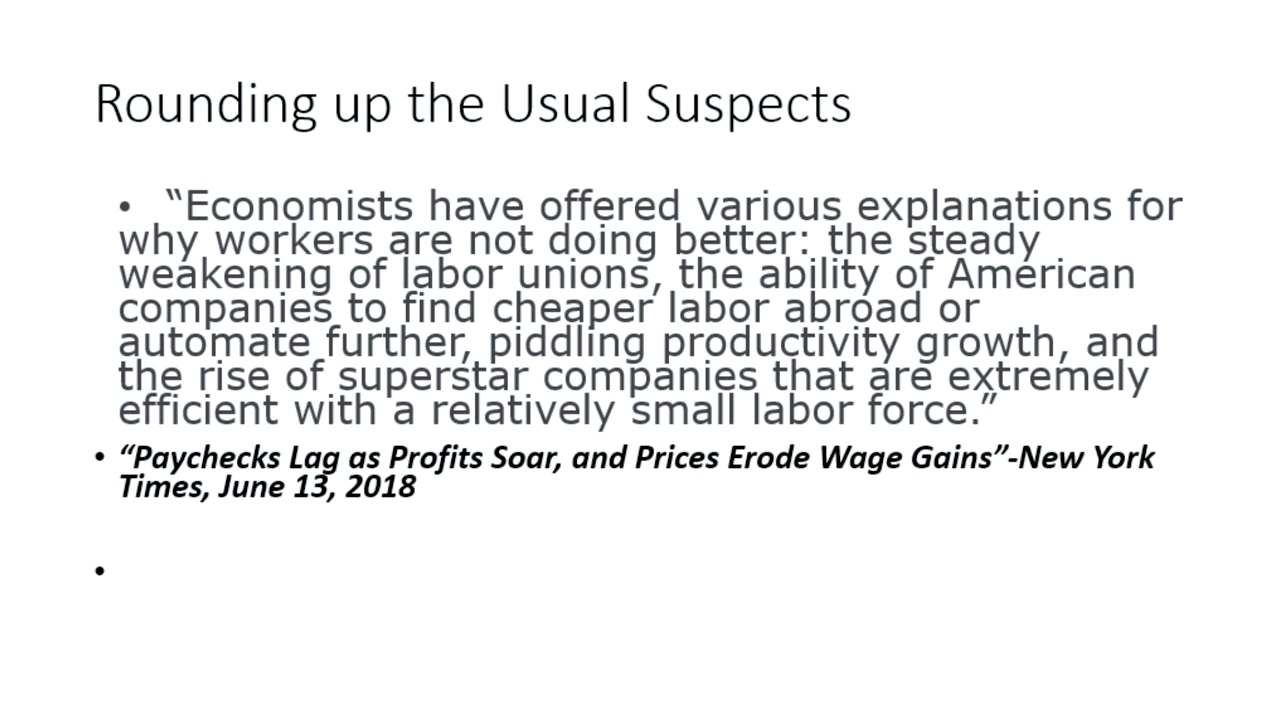 Rounding up the Usual Suspects
• “Economists have offered various explanations for
why workers are not doing better: the steady
weakening of labor unions, the ability of American
companies to find cheaper labor abroad or
automate further, piddling productivity growth, and
the rise of superstar companies that are extremely
efficient with a relatively small labor force.”
• “Paychecks Lag as Profits Soar, and Prices Erode Wage Gains”-New York
Times, June 13, 2018
•